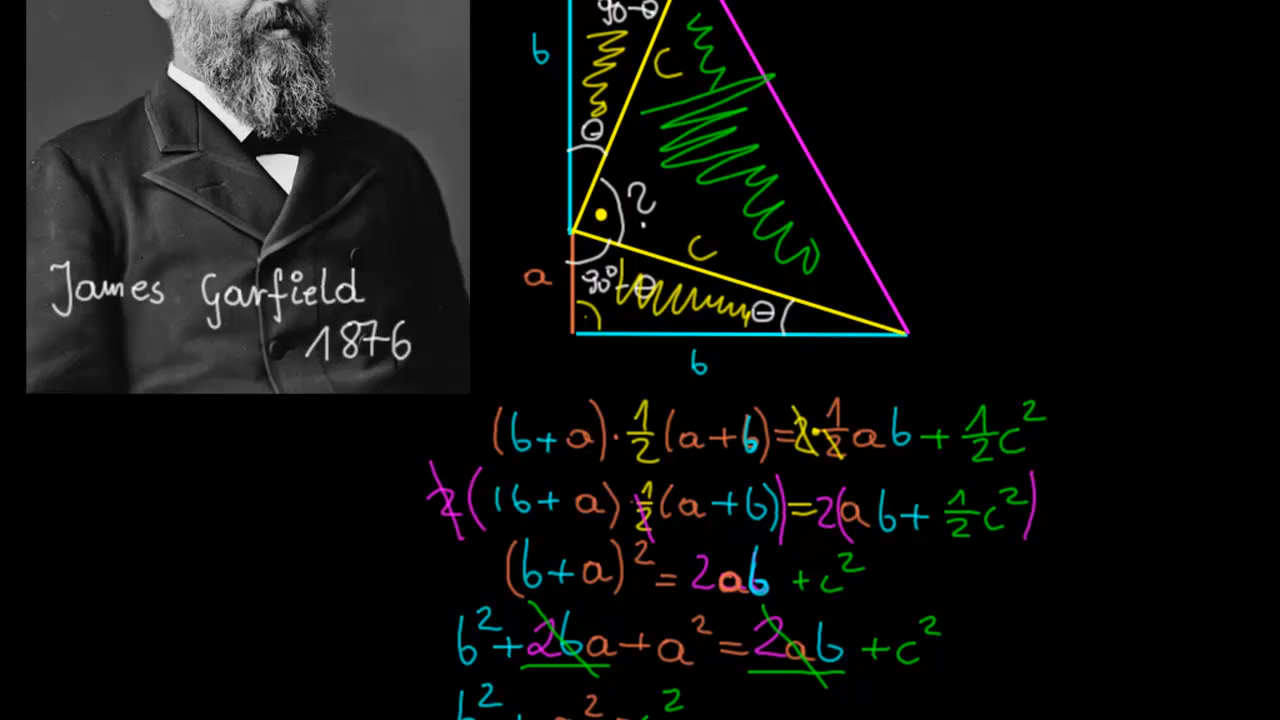 90-Θ
b
c
Θ
?
c
a
90°-Θ
Θ
b
James Garfield
1876
(b+a)·½(a+b)=2·½ab+½c²
2(1b+a)·½(a+b))=2(ab+½c²)
(b+a)²=2ab+c²
b²+2ba+a²=2ab+c²